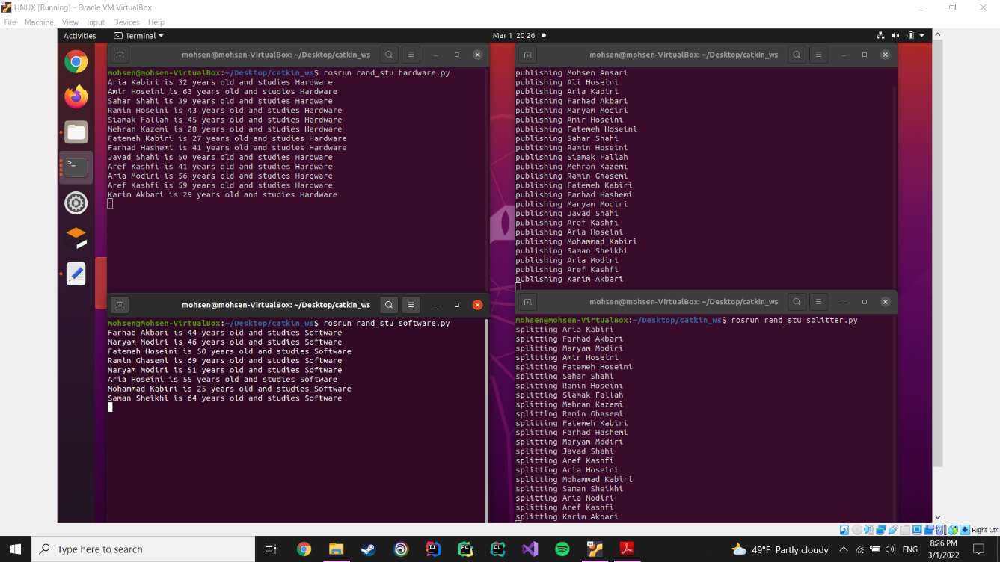 LINUX [Running] - Oracle VM VirtualBox
File Machine View Input Devices Help
Activities Terminal Mar 1 20:26
mohsen@mohsen-VirtualBox: ~/Desktop/catkin_ws
mohsen@mohsen-VirtualBox:~/Desktop/catkin_ws$ rosrun rand_stu hardware.py
Aria Kabiri is 32 years old and studies Hardware
Amir Hoseini is 63 years old and studies Hardware
Sahar Shahi is 39 years old and studies Hardware
Ramin Hoseini is 43 years old and studies Hardware
Siamak Fallah is 45 years old and studies Hardware
Mehran Kazemi is 28 years old and studies Hardware
Fatemeh Kabiri is 27 years old and studies Hardware
Farhad Hashemi is 41 years old and studies Hardware
Javad Shahi is 50 years old and studies Hardware
Aref Kashfi is 41 years old and studies Hardware
Aria Modiri is 56 years old and studies Hardware
Aref Kashfi is 59 years old and studies Hardware
Karim Akbari is 29 years old and studies Hardware
mohsen@mohsen-VirtualBox: ~/Desktop/catkin_ws
publishing Mohsen Ansari
publishing Ali Hoseini
publishing Aria Kabiri
publishing Farhad Akbari
publishing Maryam Modiri
publishing Amir Hoseini
publishing Fatemeh Hoseini
publishing Sahar Shahi
publishing Ramin Hoseini
publishing Siamak Fallah
publishing Mehran Kazemi
publishing Ramin Ghasemi
publishing Fatemeh Kabiri
publishing Farhad Hashemi
publishing Maryam Modiri
publishing Javad Shahi
publishing Aref Kashfi
publishing Aria Hoseini
publishing Mohammad Kabiri
publishing Saman Sheikhi
publishing Aria Modiri
publishing Aref Kashfi
publishing Karim Akbari
mohsen@mohsen-VirtualBox: ~/Desktop/catkin_ws
mohsen@mohsen-VirtualBox:~/Desktop/catkin_ws$ rosrun rand_stu software.py
Farhad Akbari is 44 years old and studies Software
Maryam Modiri is 46 years old and studies Software
Fatemeh Hoseini is 50 years old and studies Software
Ramin Ghasemi is 69 years old and studies Software
Maryam Modiri is 51 years old and studies Software
Aria Hoseini is 55 years old and studies Software
Mohammad Kabiri is 25 years old and studies Software
Saman Sheikhi is 64 years old and studies Software
mohsen@mohsen-VirtualBox: ~/Desktop/catkin_ws
mohsen@mohsen-VirtualBox:~/Desktop/catkin_ws$ rosrun rand_stu splitter.py
splitting Aria Kabiri
splitting Farhad Akbari
splitting Maryam Modiri
splitting Amir Hoseini
splitting Fatemeh Hoseini
splitting Sahar Shahi
splitting Ramin Hoseini
splitting Siamak Fallah
splitting Mehran Kazemi
splitting Ramin Ghasemi
splitting Fatemeh Kabiri
splitting Farhad Hashemi
splitting Maryam Modiri
splitting Javad Shahi
splitting Aref Kashfi
splitting Aria Hoseini
splitting Mohammad Kabiri
splitting Saman Sheikhi
splitting Aria Modiri
splitting Aref Kashfi
splitting Karim Akbari
Right Ctrl
Type here to search
49°F Partly cloudy
ENG
8:26 PM
3/1/2022